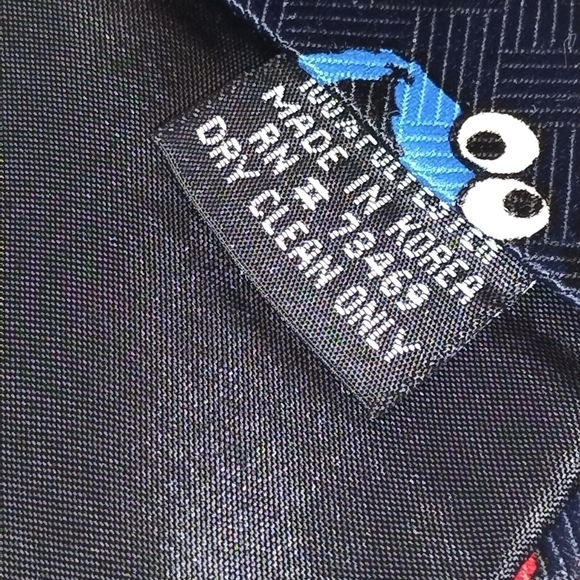 100% POLYESTER
MADE IN KOREA
RN # 73469
DRY CLEAN ONLY